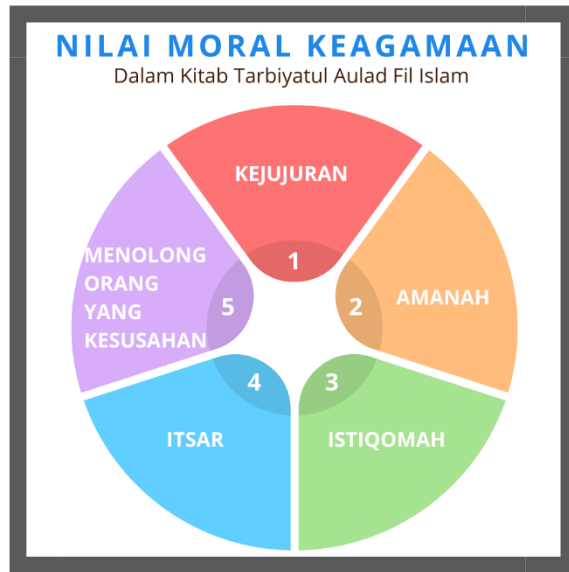 NILAI MORAL KEAGAMAAN
Dalam Kitab Tarbiyatul Aulad Fil Islam
KEJUJURAN
1
AMANAH
2
ISTIQOMAH
3
ITSAR
4
MENOLONG
ORANG
YANG
KESUSAHAN
5